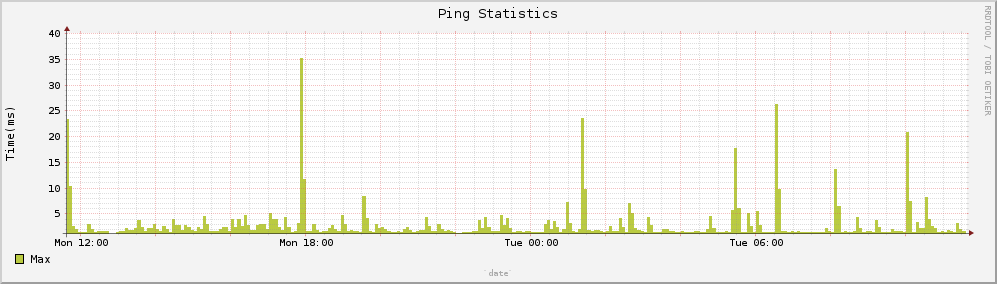 Ping Statistics
RRDTOOL / TOBI OETIKER
Time(ms)
40
35
30
25
20
15
10
5
Mon 12:00 Mon 18:00 Tue 00:00 Tue 06:00
Max
`date`